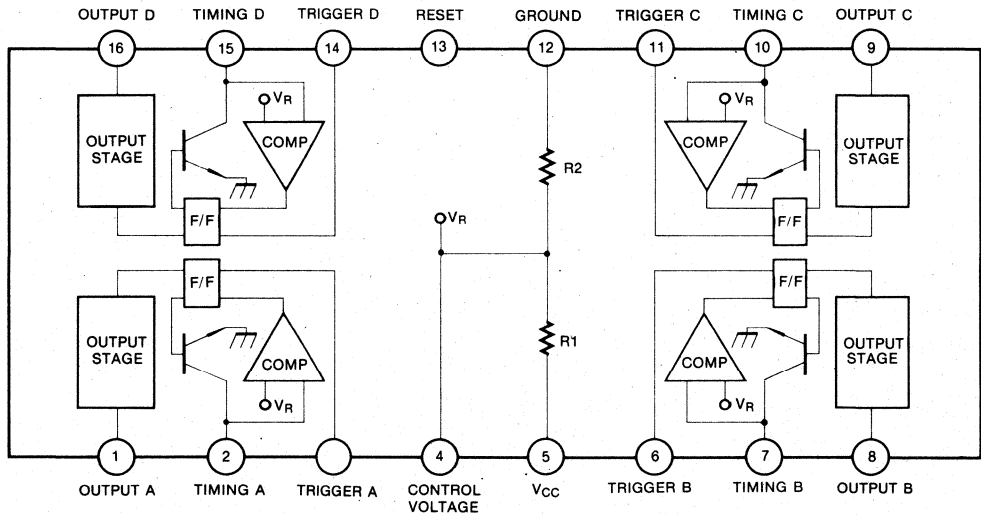 OUTPUT D TIMING D TRIGGER D RESET GROUND TRIGGER C TIMING C OUTPUT C
16 15 14 13 12 11 10 9
VR VR
OUTPUT STAGE COMP R2 COMP OUTPUT STAGE
F/F VR F/F
F/F F/F
OUTPUT STAGE COMP R1 COMP OUTPUT STAGE
VR VR
1 2 4 5 6 7 8
OUTPUT A TIMING A TRIGGER A CONTROL VOLTAGE VCC TRIGGER B TIMING B OUTPUT B